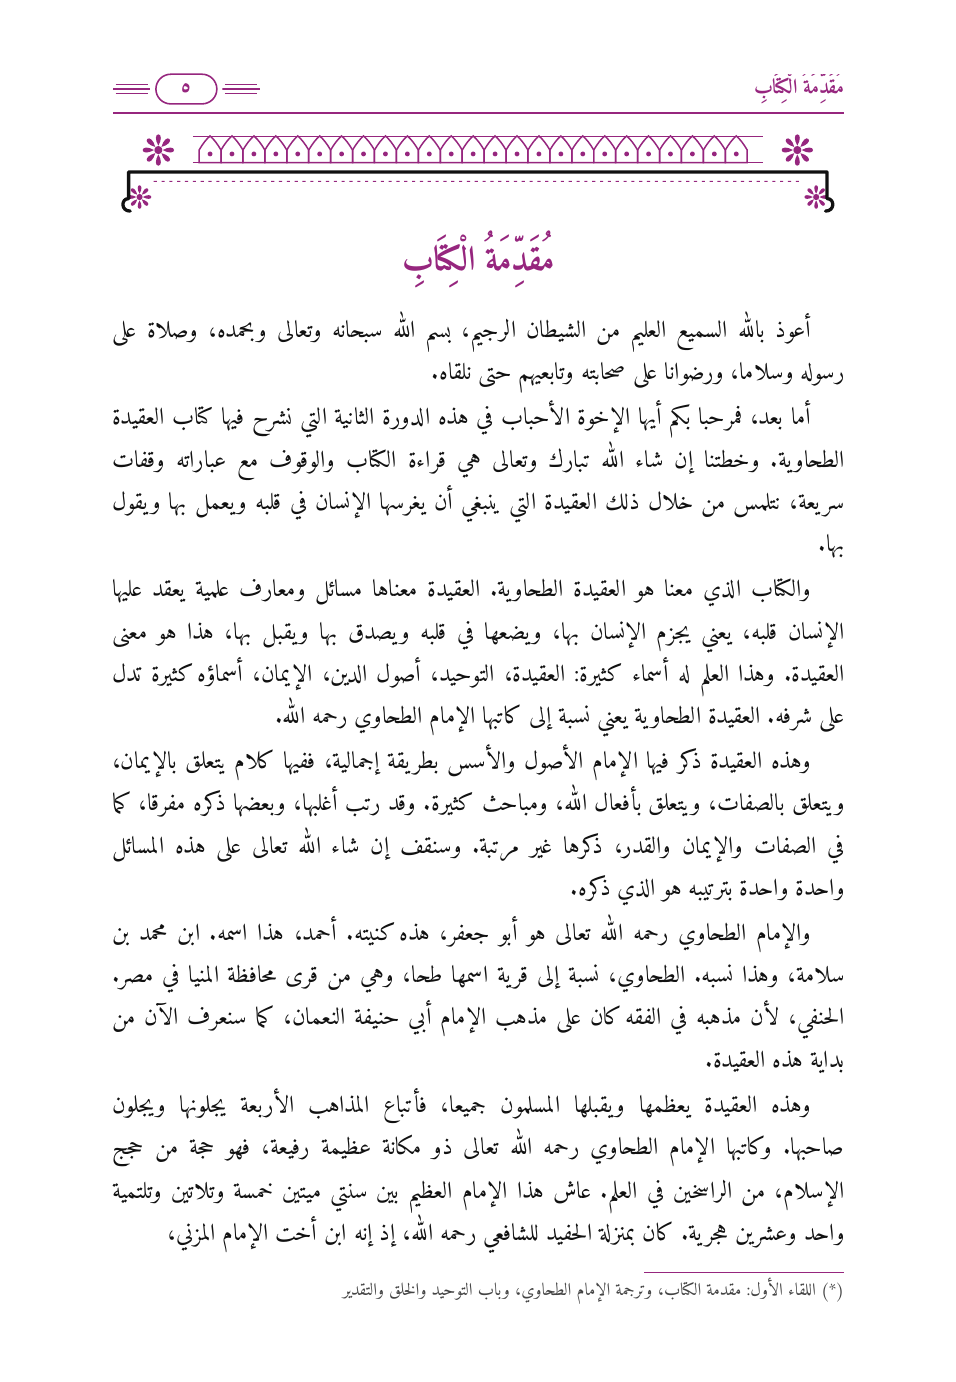 مُقَدِّمَةُ الْكِتَابِ
٥
مُقَدِّمَةُ الْكِتَابِ
أعوذ بالله السميع العليم من الشيطان الرجيم، بسم الله سبحانه وتعالى وبحمده، وصلاة على
رسوله وسلاما، ورضوانا على صحابته وتابعيهم حتى نلقاه.
أما بعد، فمرحبا بكم أيها الإخوة الأحباب في هذه الدورة الثانية التي نشرح فيها كتاب العقيدة
الطحاوية. وخطتنا إن شاء الله تبارك وتعالى هي قراءة الكتاب والوقوف مع عباراته وقفات
سريعة، نتلمس من خلال ذلك العقيدة التي ينبغي أن يغرسها الإنسان في قلبه ويعمل بها ويقول
بها.
والكتاب الذي معنا هو العقيدة الطحاوية. العقيدة معناها مسائل ومعارف علمية يعقد عليها
الإنسان قلبه، يعني يجزم الإنسان بها، ويضعها في قلبه ويصدق بها ويقبل بها، هذا هو معنى
العقيدة. وهذا العلم له أسماء كثيرة: العقيدة، التوحيد، أصول الدين، الإيمان، أسماؤه كثيرة تدل
على شرفه. العقيدة الطحاوية يعني نسبة إلى كاتبها الإمام الطحاوي رحمه الله.
وهذه العقيدة ذكر فيها الإمام الأصول والأسس بطريقة إجمالية، ففيها كلام يتعلق بالإيمان،
ويتعلق بالصفات، ويتعلق بأفعال الله، ومباحث كثيرة. وقد رتب أغلبها، وبعضها ذكره مفرقا، كما
في الصفات والإيمان والقدر، ذكرها غير مرتبة. وسنقف إن شاء الله تعالى على هذه المسائل
واحدة واحدة بترتيبه هو الذي ذكره.
والإمام الطحاوي رحمه الله تعالى هو أبو جعفر، هذه كنيته. أحمد، هذا اسمه. ابن محمد بن
سلامة، وهذا نسبه. الطحاوي، نسبة إلى قرية اسمها طحا، وهي من قرى محافظة المنيا في مصر.
الحنفي، لأن مذهبه في الفقه كان على مذهب الإمام أبي حنيفة النعمان، كما سنعرف الآن من
بداية هذه العقيدة.
وهذه العقيدة يعظمها ويقبلها المسلمون جميعا، فأتباع المذاهب الأربعة يجلونها ويجلون
صاحبها. وكاتبها الإمام الطحاوي رحمه الله تعالى ذو مكانة عظيمة رفيعة، فهو حجة من حجج
الإسلام، من الراسخين في العلم. عاش هذا الإمام العظيم بين سنتي ميتين خمسة وتلاتين وتلتمية
واحد وعشرين هجرية. كان بمنزلة الحفيد للشافعي رحمه الله، إذ إنه ابن أخت الإمام المزني،
(*) اللقاء الأول: مقدمة الكتاب، وترجمة الإمام الطحاوي، وباب التوحيد والخلق والتقدير